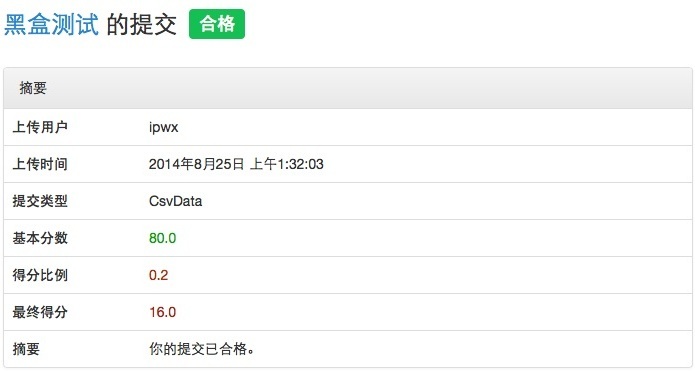 黑盒测试 的提交 合格
摘要
上传用户 ipwx
上传时间 2014年8月25日 上午1:32:03
提交类型 CsvData
基本分数 80.0
得分比例 0.2
最终得分 16.0
摘要 你的提交已合格。